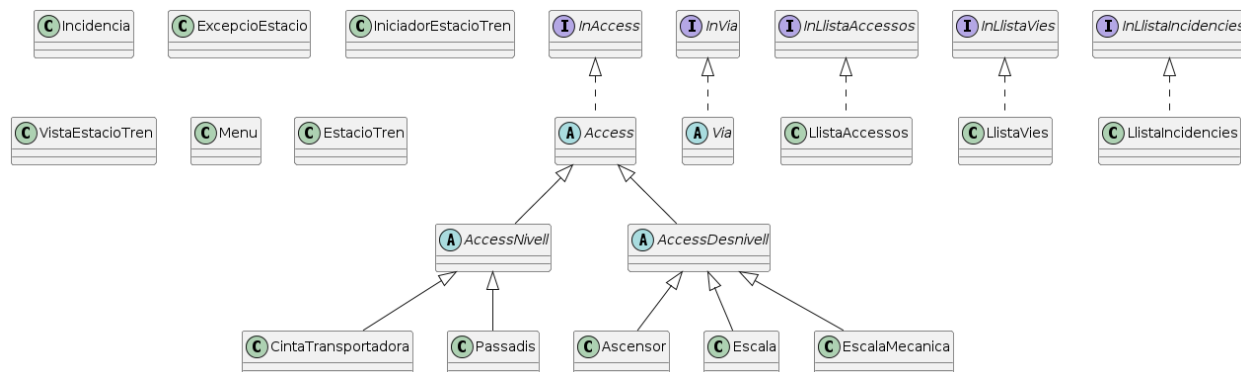 C Incidencia
C ExcepcioEstacio
C IniciadorEstacioTren
I InAccess
I InVia
I InLlistaAccessos
I InLlistaVies
I InLlistaIncidencies
C VistaEstacioTren
C Menu
C EstacioTren
A Access
A Via
C LlistaAccessos
C LlistaVies
C LlistaIncidencies
A AccessNivell
A AccessDesnivell
C CintaTransportadora
C Passadis
C Ascensor
C Escala
C EscalaMecanica